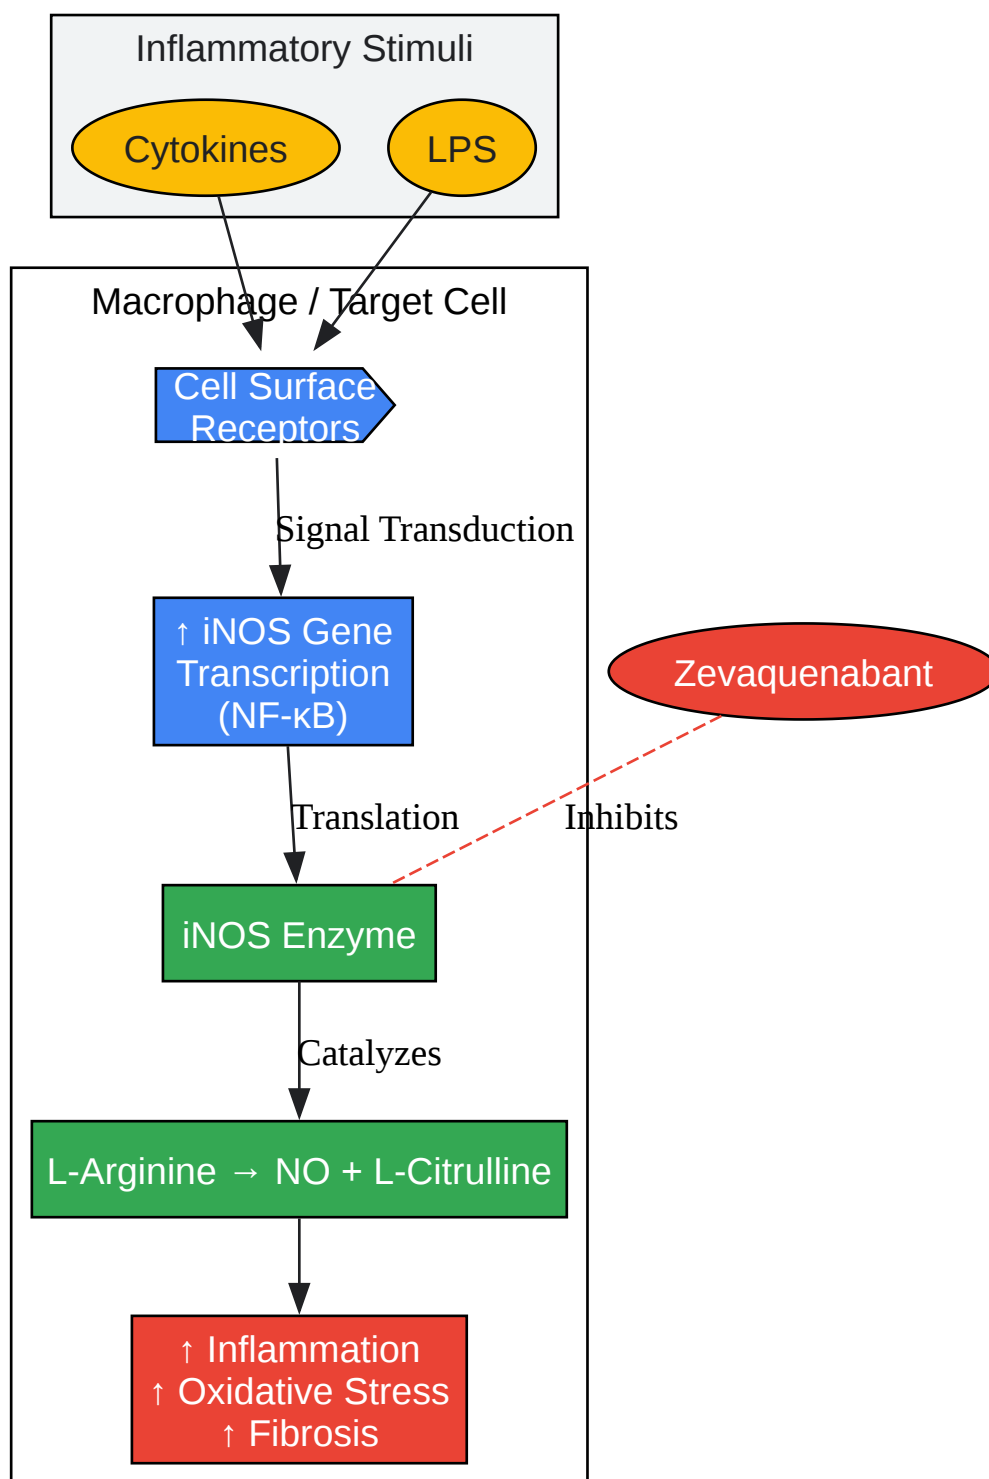 Inflammatory Stimuli
Cytokines
LPS
Macrophage / Target Cell
Cell Surface
Receptors
Signal Transduction
↑ iNOS Gene
Transcription
(NF-κB)
Zevaquenabant
Translation
Inhibits
iNOS Enzyme
Catalyzes
L-Arginine → NO + L-Citrulline
↑ Inflammation
↑ Oxidative Stress
↑ Fibrosis